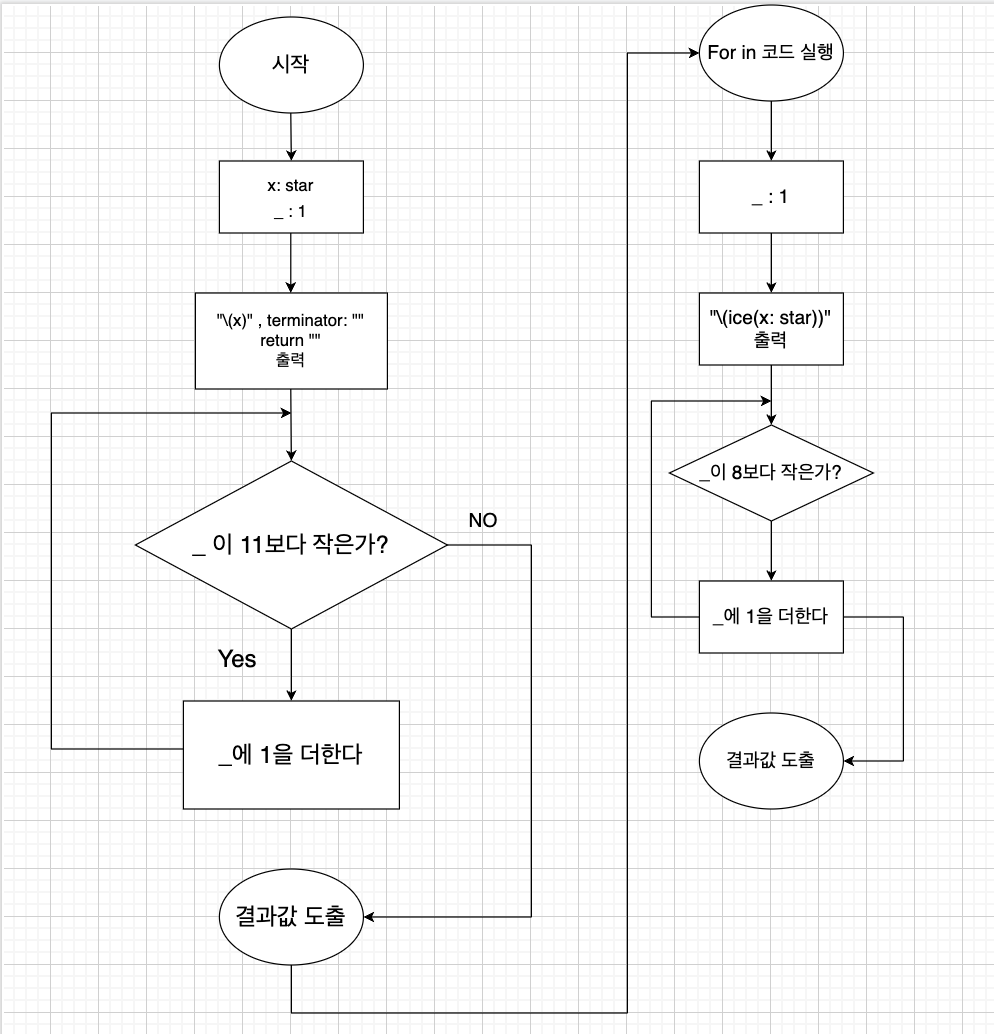 시작
x: star
_ : 1
"\(x)" , terminator: ""
return ""
출력
_ 이 11보다 작은가?
NO
Yes
_에 1을 더한다
결과값 도출
For in 코드 실행
_ : 1
"\(ice(x: star))"
출력
_이 8보다 작은가?
_에 1을 더한다
결과값 도출